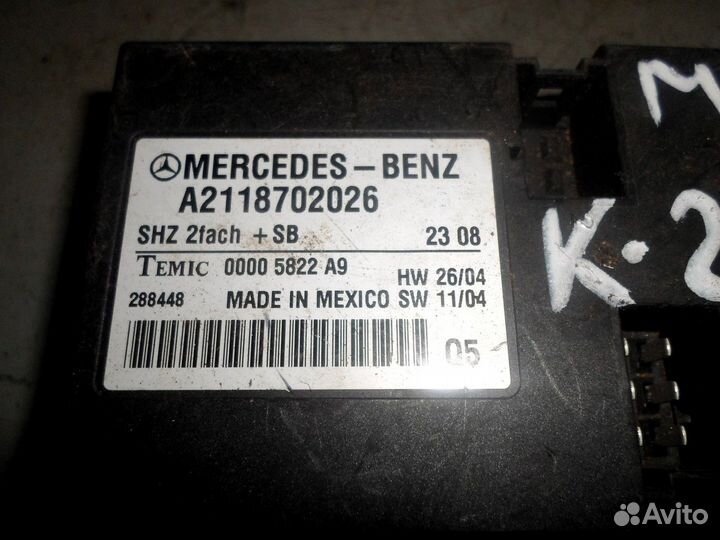 MERCEDES-BENZ
A2118702026
SHZ 2fach +SB 23 08
TEMIC 0000 5822 A9 HW 26/04
288448 MADE IN MEXICO SW 11/04
05
M
K-2
Avito